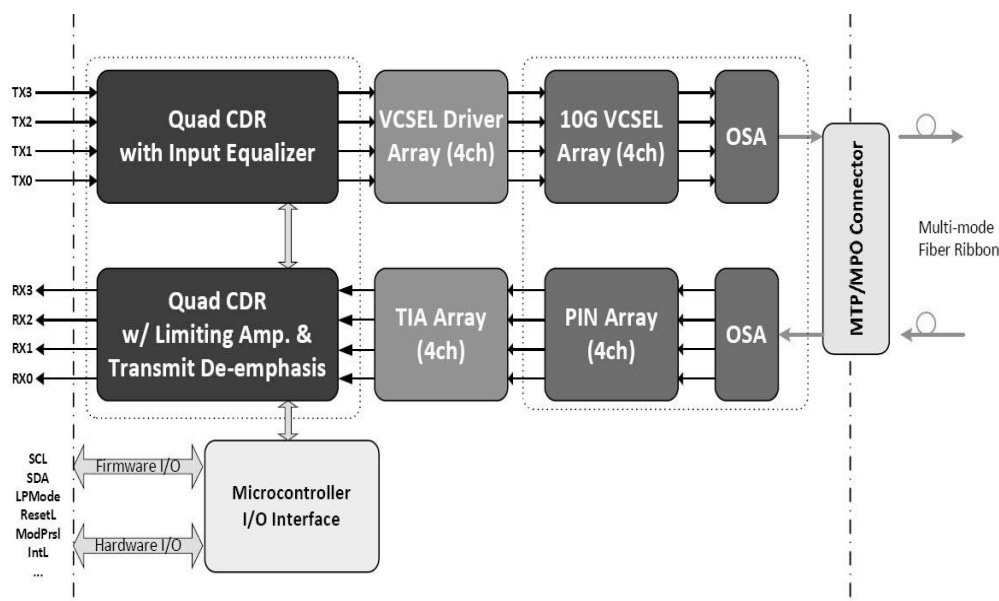 TX3
TX2
TX1
TX0
Quad CDR
with Input Equalizer
VCSEL Driver
Array (4ch)
10G VCSEL
Array (4ch)
OSA
MTP/MPO Connector
Multi-mode
Fiber Ribbon
RX3
RX2
RX1
RX0
Quad CDR
w/ Limiting Amp. &
Transmit De-emphasis
TIA Array
(4ch)
PIN Array
(4ch)
OSA
SCL
SDA
LPMode
ResetL
ModPrsl
IntL
...
Firmware I/O
Hardware I/O
Microcontroller
I/O Interface